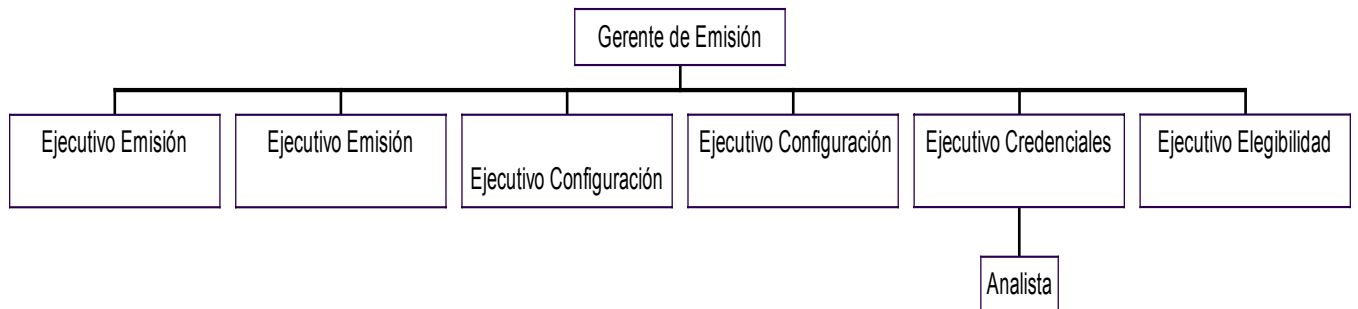 Gerente de Emisión
Ejecutivo Emisión
Ejecutivo Emisión
Ejecutivo Configuración
Ejecutivo Configuración
Ejecutivo Credenciales
Ejecutivo Elegibilidad
Analista